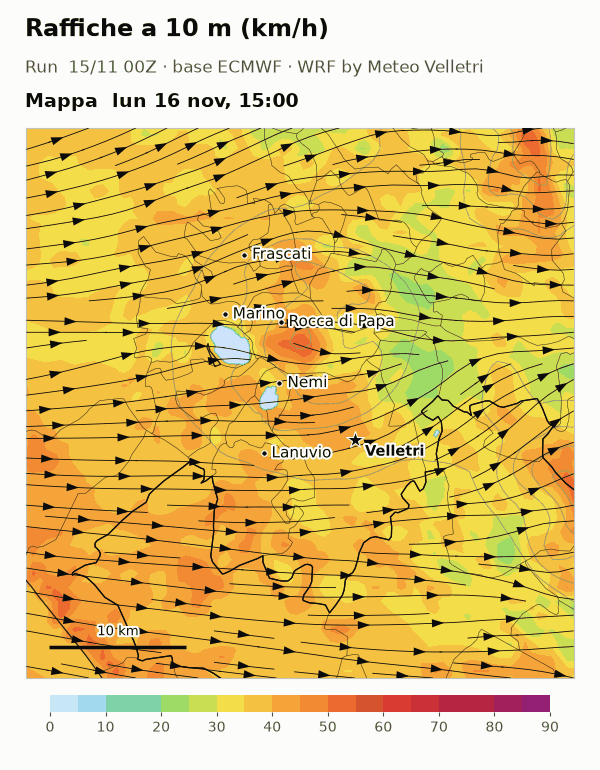 Raffiche a 10 m (km/h)
Run 15/11 00Z · base ECMWF · WRF by Meteo Velletri
Mappa lun 16 nov, 15:00
Frascati
Marino
Rocca di Papa
Nemi
Velletri
Lanuvio
10 km
0 10 20 30 40 50 60 70 80 90